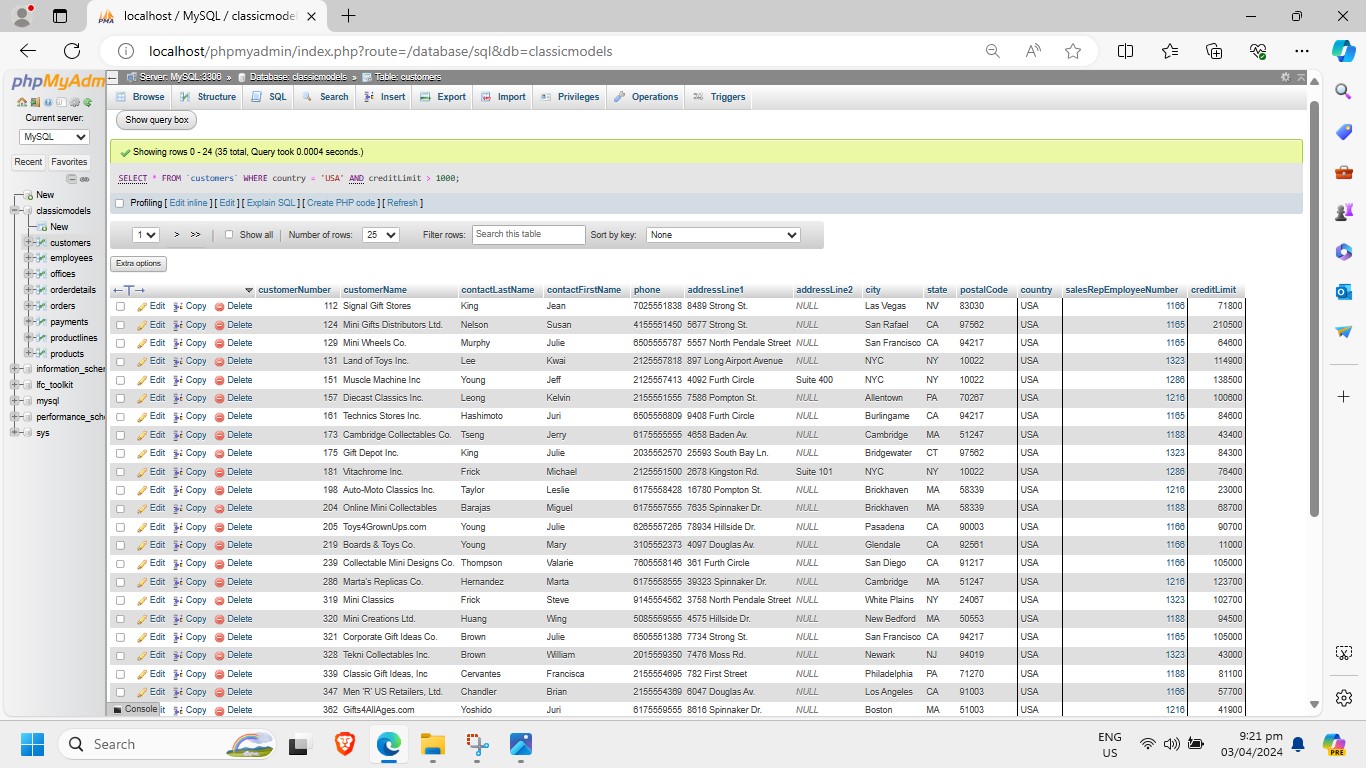 localhost / MySQL / classicmode
localhost/phpmyadmin/index.php?route=/database/sql&db=classicmodels
phpMyAdm
Current server:
MySQL
Recent Favorites
New
classicmodels
New
customers
employees
offices
orderdetails
orders
payments
productlines
products
information_scher
lfc_toolkit
mysql
performance_sch
sys
Server: MySQL:3306 » Database: classicmodels » Table: customers
Browse Structure SQL Search Insert Export Import Privileges Operations Triggers
Show query box
Showing rows 0 - 24 (35 total, Query took 0.0004 seconds.)
SELECT * FROM `customers` WHERE country = 'USA' AND creditLimit > 1000;
Profiling [ Edit inline ] [ Edit ] [ Explain SQL ] [ Create PHP code ] [ Refresh ]
1 > >> | Show all | Number of rows: 25 Filter rows: Search this table Sort by key: None
Extra options
←T→ customerNumber customerName contactLastName contactFirstName phone addressLine1 addressLine2 city state postalCode country salesRepEmployeeNumber creditLimit
Edit Copy Delete 112 Signal Gift Stores King Jean 7025551838 8489 Strong St. NULL Las Vegas NV 83030 USA 1166 71800
Edit Copy Delete 124 Mini Gifts Distributors Ltd. Nelson Susan 4155551450 5677 Strong St. NULL San Rafael CA 97562 USA 1165 210500
Edit Copy Delete 129 Mini Wheels Co. Murphy Julie 6505555787 5557 North Pendale Street NULL San Francisco CA 94217 USA 1165 64600
Edit Copy Delete 131 Land of Toys Inc. Lee Kwai 2125557818 897 Long Airport Avenue NULL NYC NY 10022 USA 1323 114900
Edit Copy Delete 151 Muscle Machine Inc Young Jeff 2125557413 4092 Furth Circle Suite 400 NYC NY 10022 USA 1286 138500
Edit Copy Delete 157 Diecast Classics Inc. Leong Kelvin 2155551555 7586 Pompton St. NULL Allentown PA 70267 USA 1216 100600
Edit Copy Delete 161 Technics Stores Inc. Hashimoto Juri 6505556809 9408 Furth Circle NULL Burlingame CA 94217 USA 1165 84600
Edit Copy Delete 173 Cambridge Collectables Co. Tseng Jerry 6175555555 4658 Baden Av. NULL Cambridge MA 51247 USA 1188 43400
Edit Copy Delete 175 Gift Depot Inc. King Julie 2035552570 25593 South Bay Ln. NULL Bridgewater CT 97562 USA 1323 84300
Edit Copy Delete 181 Vitachrome Inc. Frick Michael 2125551500 2678 Kingston Rd. Suite 101 NYC NY 10022 USA 1286 76400
Edit Copy Delete 198 Auto-Moto Classics Inc. Taylor Leslie 6175558428 16780 Pompton St. NULL Brickhaven MA 58339 USA 1216 23000
Edit Copy Delete 204 Online Mini Collectables Barajas Miguel 6175557555 7635 Spinnaker Dr. NULL Brickhaven MA 58339 USA 1188 68700
Edit Copy Delete 205 Toys4GrownUps.com Young Julie 6265557265 78934 Hillside Dr. NULL Pasadena CA 90003 USA 1166 90700
Edit Copy Delete 219 Boards & Toys Co. Young Mary 3105552373 4097 Douglas Av. NULL Glendale CA 92561 USA 1166 11000
Edit Copy Delete 239 Collectable Mini Designs Co. Thompson Valarie 7605558146 361 Furth Circle NULL San Diego CA 91217 USA 1166 105000
Edit Copy Delete 286 Marta's Replicas Co. Hernandez Marta 6175558555 39323 Spinnaker Dr. NULL Cambridge MA 51247 USA 1216 123700
Edit Copy Delete 319 Mini Classics Frick Steve 9145554562 3758 North Pendale Street NULL White Plains NY 24067 USA 1323 102700
Edit Copy Delete 320 Mini Creations Ltd. Huang Wing 5085559555 4575 Hillside Dr. NULL New Bedford MA 50553 USA 1188 94500
Edit Copy Delete 321 Corporate Gift Ideas Co. Brown Julie 6505551386 7734 Strong St. NULL San Francisco CA 94217 USA 1165 105000
Edit Copy Delete 328 Tekni Collectables Inc. Brown William 2015559350 7476 Moss Rd. NULL Newark NJ 94019 USA 1323 43000
Edit Copy Delete 339 Classic Gift Ideas, Inc Cervantes Francisca 2155554695 782 First Street NULL Philadelphia PA 71270 USA 1188 81100
Edit Copy Delete 347 Men 'R' US Retailers, Ltd. Chandler Brian 2155554369 6047 Douglas Av. NULL Los Angeles CA 91003 USA 1166 57700
Console it Copy Delete 362 Gifts4AllAges.com Yoshido Juri 6175559555 8616 Spinnaker Dr. NULL Boston MA 51003 USA 1216 41900
Search
ENG
US
9:21 pm
03/04/2024
PRE